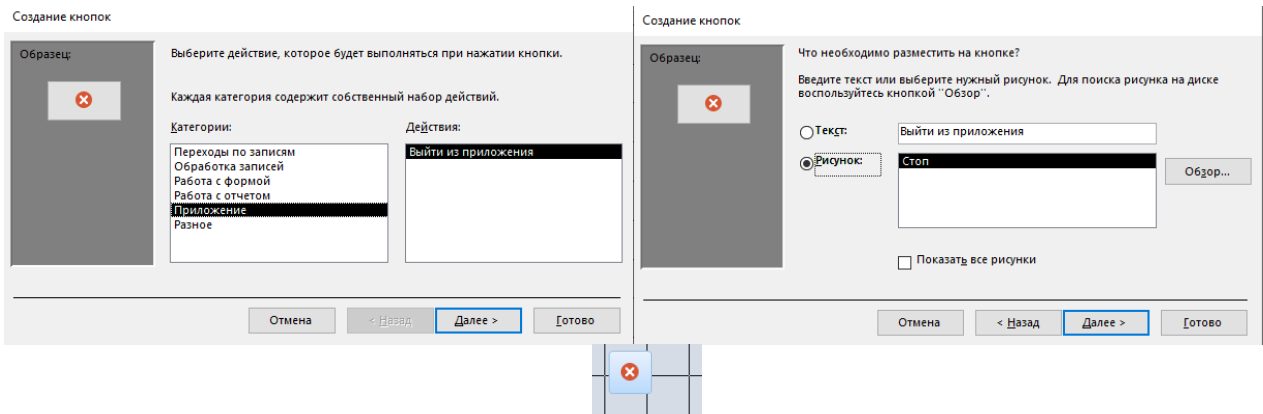 Создание кнопок
Образец:
Выберите действие, которое будет выполняться при нажатии кнопки.
Каждая категория содержит собственный набор действий.
Категории:
Действия:
Переходы по записям
Обработка записей
Работа с формой
Работа с отчетом
Приложение
Разное
Выйти из приложения
Отмена
< Назад
Далее >
Готово
Создание кнопок
Образец:
Что необходимо разместить на кнопке?
Введите текст или выберите нужный рисунок. Для поиска рисунка на диске
воспользуйтесь кнопкой "Обзор".
Текст:
Выйти из приложения
Рисунок:
Стоп
Обзор...
Показать все рисунки
Отмена
< Назад
Далее >
Готово